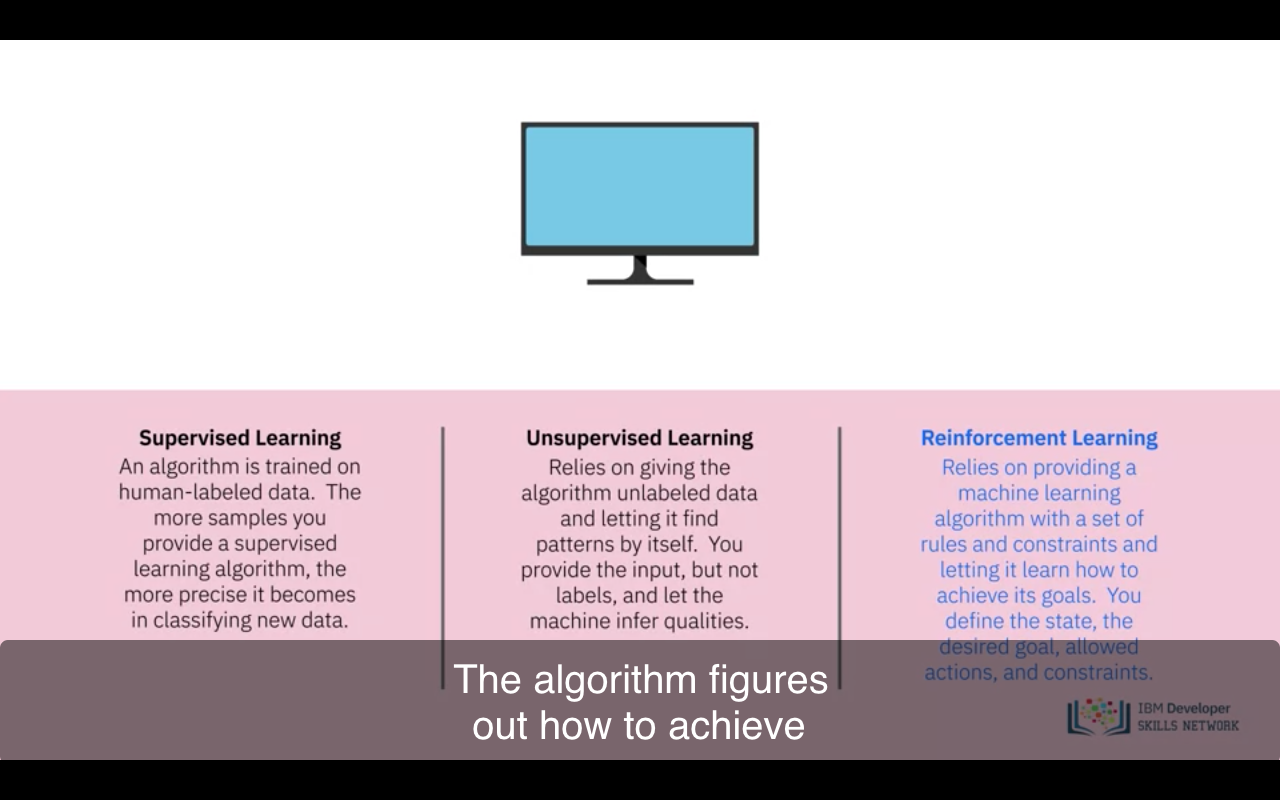 Supervised Learning
An algorithm is trained on
human-labeled data. The
more samples you
provide a supervised
learning algorithm, the
more precise it becomes
in classifying new data.
Unsupervised Learning
Relies on giving the
algorithm unlabeled data
and letting it find
patterns by itself. You
provide the input, but not
labels, and let the
machine infer qualities.
Reinforcement Learning
Relies on providing a
machine learning
algorithm with a set of
rules and constraints and
letting it learn how to
achieve its goals. You
define the state, the
desired goal, allowed
actions, and constraints.
The algorithm figures
out how to achieve
IBM Developer
SKILLS NETWORK